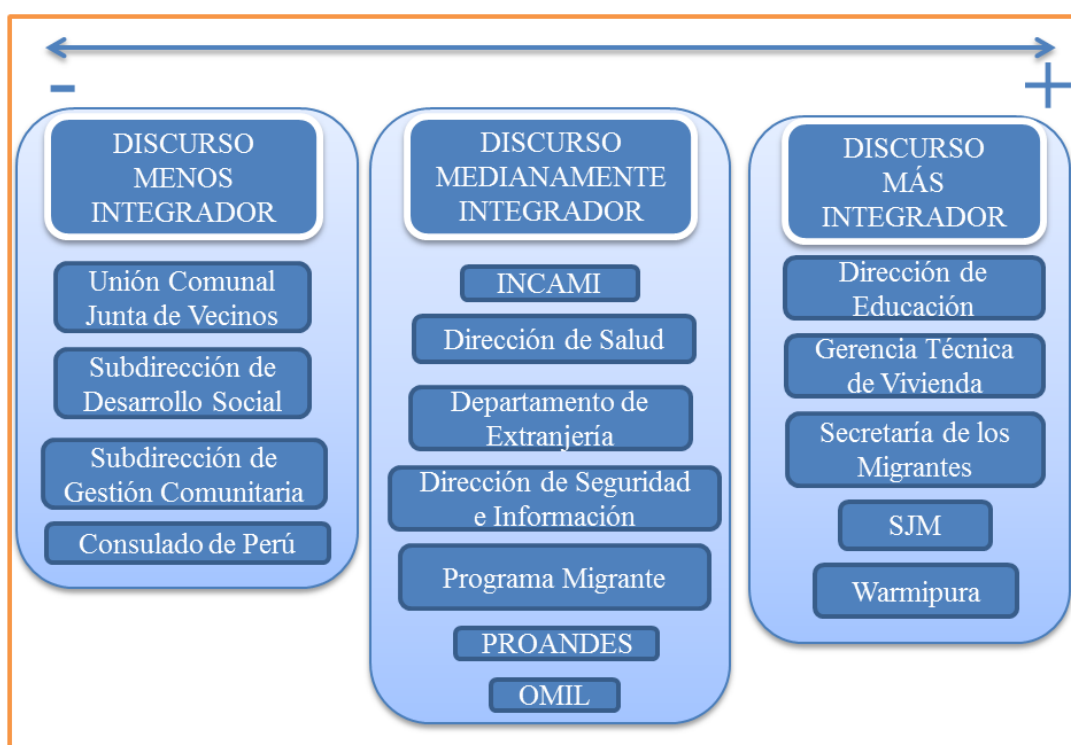 -
+
DISCURSO
MENOS
INTEGRADOR
Unión Comunal
Junta de Vecinos
Subdirección de
Desarrollo Social
Subdirección de
Gestión Comunitaria
Consulado de Perú
DISCURSO
MEDIANAMENTE
INTEGRADOR
INCAMI
Dirección de Salud
Departamento de
Extranjería
Dirección de Seguridad
e Información
Programa Migrante
PROANDES
OMIL
DISCURSO
MÁS
INTEGRADOR
Dirección de
Educación
Gerencia Técnica
de Vivienda
Secretaría de los
Migrantes
SJM
Warmipura